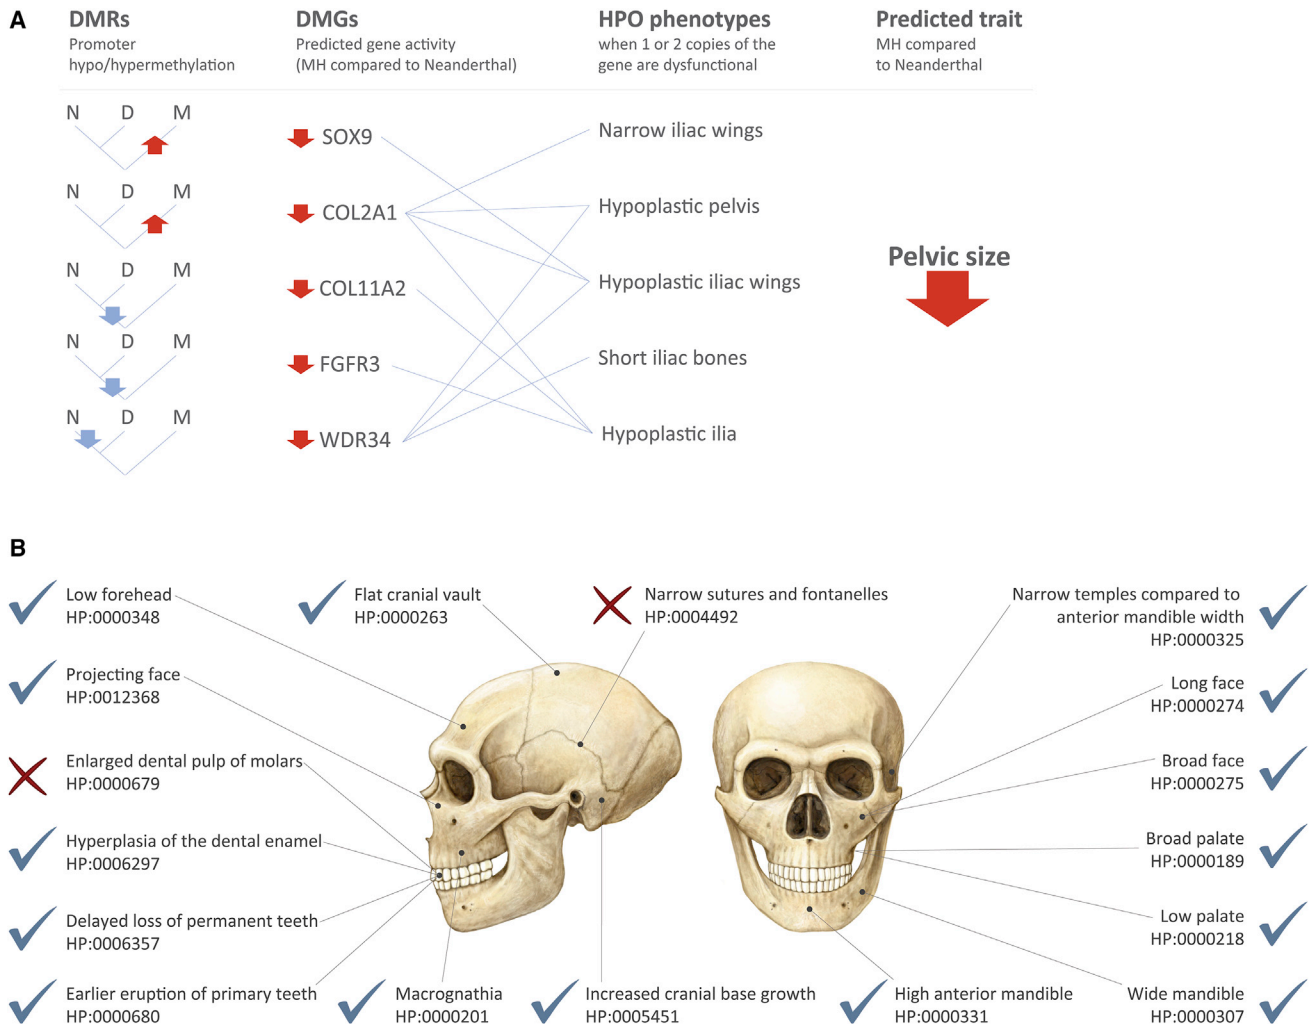 A
DMRs
Promoter
hypo/hypermethylation
DMGs
Predicted gene activity
(MH compared to Neanderthal)
HPO phenotypes
when 1 or 2 copies of the
gene are dysfunctional
Predicted trait
MH compared
to Neanderthal
N D M
SOX9
Narrow iliac wings
N D M
COL2A1
Hypoplastic pelvis
Pelvic size
N D M
COL11A2
Hypoplastic iliac wings
N D M
FGFR3
Short iliac bones
N D M
WDR34
Hypoplastic ilia
B
Low forehead
HP:0000348
Flat cranial vault
HP:0000263
Narrow sutures and fontanelles
HP:0004492
Narrow temples compared to
anterior mandible width
HP:0000325
Projecting face
HP:0012368
Long face
HP:0000274
Enlarged dental pulp of molars
HP:0000679
Broad face
HP:0000275
Hyperplasia of the dental enamel
HP:0006297
Broad palate
HP:0000189
Delayed loss of permanent teeth
HP:0006357
Low palate
HP:0000218
Earlier eruption of primary teeth
HP:0000680
Macrognathia
HP:0000201
Increased cranial base growth
HP:0005451
High anterior mandible
HP:0000331
Wide mandible
HP:0000307